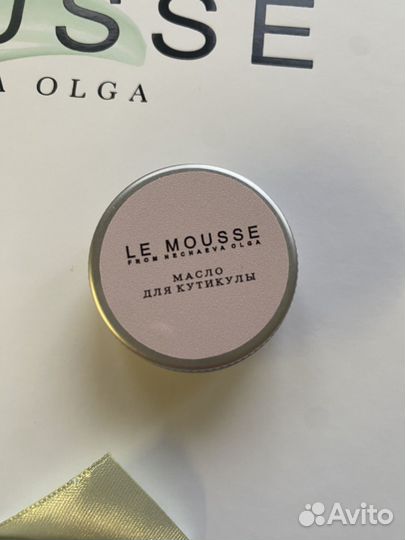 USSE
A OLGA
LE MOUSSE
FROM NECHAEVA OLGA
МАСЛО
ДЛЯ КУТИКУЛЫ
Avito